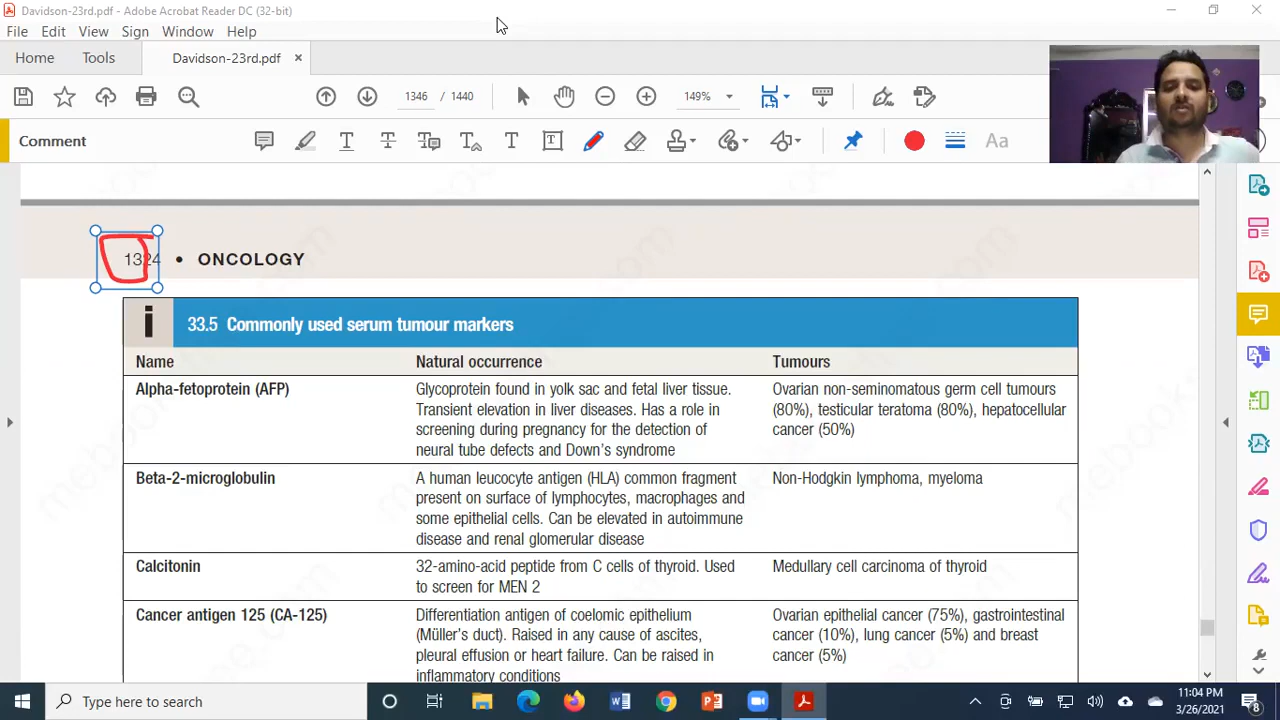 Davidson-23rd.pdf - Adobe Acrobat Reader DC (32-bit)
File Edit View Sign Window Help
Home Tools Davidson-23rd.pdf ×
1346 / 1440 149%
Comment
Aa
1324 • ONCOLOGY
i 33.5 Commonly used serum tumour markers
Name Natural occurrence Tumours
Alpha-fetoprotein (AFP) Glycoprotein found in yolk sac and fetal liver tissue. Ovarian non-seminomatous germ cell tumours
Transient elevation in liver diseases. Has a role in (80%), testicular teratoma (80%), hepatocellular
screening during pregnancy for the detection of cancer (50%)
neural tube defects and Down's syndrome
Beta-2-microglobulin A human leucocyte antigen (HLA) common fragment Non-Hodgkin lymphoma, myeloma
present on surface of lymphocytes, macrophages and
some epithelial cells. Can be elevated in autoimmune
disease and renal glomerular disease
Calcitonin 32-amino-acid peptide from C cells of thyroid. Used Medullary cell carcinoma of thyroid
to screen for MEN 2
Cancer antigen 125 (CA-125) Differentiation antigen of coelomic epithelium Ovarian epithelial cancer (75%), gastrointestinal
(Müller's duct). Raised in any cause of ascites, cancer (10%), lung cancer (5%) and breast
pleural effusion or heart failure. Can be raised in cancer (5%)
inflammatory conditions
Type here to search
11:04 PM
3/26/2021
8